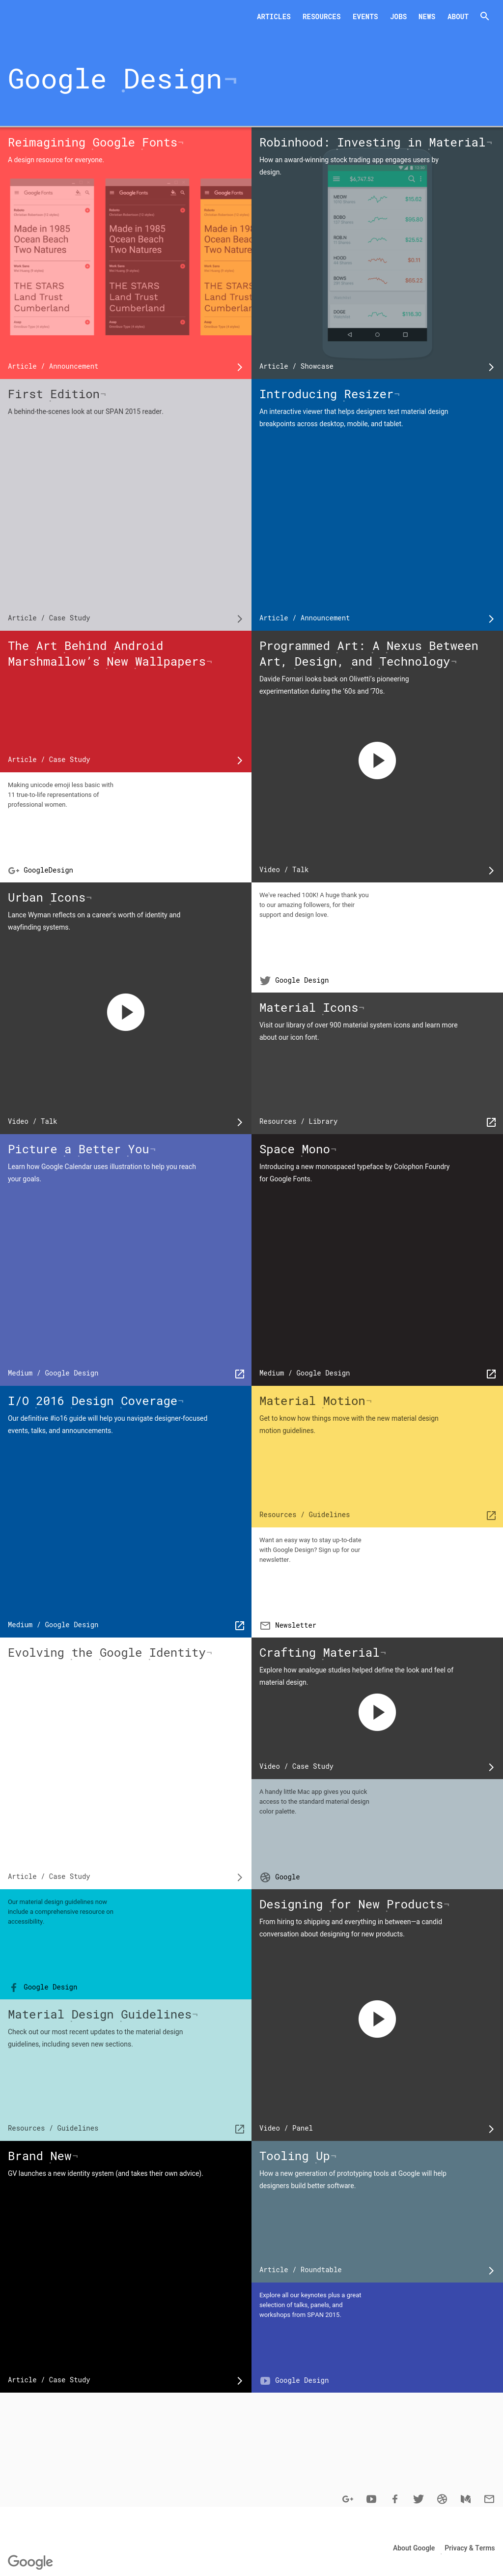 ARTICLES RESOURCES EVENTS JOBS NEWS ABOUT
Google Design¬
Reimagining Google Fonts¬
A design resource for everyone.
Google Fonts
Made in 1985
Ocean Beach
Two Natures
THE STARS
Land Trust
Cumberland
Google Fonts
Made in 1985
Ocean Beach
Two Natures
THE STARS
Land Trust
Cumberland
Google Fonts
Made in
Ocean B
Two Nat
THE STA
Land Tru
Cumberlan
Article / Announcement
Robinhood: Investing in Material¬
How an award-winning stock trading app engages users by
design.
$4,747.52
MEOW
$15.62
BOBO
ROBIN
$28.62
HOOD
$0.11
BOWS
DOGE
$116.90
Article / Showcase
First Edition¬
A behind-the-scenes look at our SPAN 2015 reader.
Article / Case Study
Introducing Resizer¬
An interactive viewer that helps designers test material design
breakpoints across desktop, mobile, and tablet.
Article / Announcement
The Art Behind Android
Marshmallow’s New Wallpapers¬
Article / Case Study
Programmed Art: A Nexus Between
Art, Design, and Technology¬
Davide Fornari looks back on Olivetti’s pioneering
experimentation during the ’60s and ’70s.
Video / Talk
Making unicode emoji less basic with
11 true-to-life representations of
professional women.
G+ GoogleDesign
Urban Icons¬
Lance Wyman reflects on a career’s worth of identity and
wayfinding systems.
Video / Talk
We've reached 100K! A huge thank you
to our amazing followers, for their
support and design love.
Google Design
Material Icons¬
Visit our library of over 900 material system icons and learn more
about our icon font.
Resources / Library
Picture a Better You¬
Learn how Google Calendar uses illustration to help you reach
your goals.
Medium / Google Design
Space Mono¬
Introducing a new monospaced typeface by Colophon Foundry
for Google Fonts.
Medium / Google Design
I/O 2016 Design Coverage¬
Our definitive #io16 guide will help you navigate designer-focused
events, talks, and announcements.
Medium / Google Design
Material Motion¬
Get to know how things move with the new material design
motion guidelines.
Resources / Guidelines
Want an easy way to stay up-to-date
with Google Design? Sign up for our
newsletter.
Newsletter
Evolving the Google Identity¬
Article / Case Study
Crafting Material¬
Explore how analogue studies helped define the look and feel of
material design.
Video / Case Study
A handy little Mac app gives you quick
access to the standard material design
color palette.
Google
Our material design guidelines now
include a comprehensive resource on
accessibility.
Google Design
Material Design Guidelines¬
Check out our most recent updates to the material design
guidelines, including seven new sections.
Resources / Guidelines
Designing for New Products¬
From hiring to shipping and everything in between—a candid
conversation about designing for new products.
Video / Panel
Brand New¬
GV launches a new identity system (and takes their own advice).
Article / Case Study
Tooling Up¬
How a new generation of prototyping tools at Google will help
designers build better software.
Article / Roundtable
Explore all our keynotes plus a great
selection of talks, panels, and
workshops from SPAN 2015.
Google Design
G+
About Google Privacy & Terms
Google